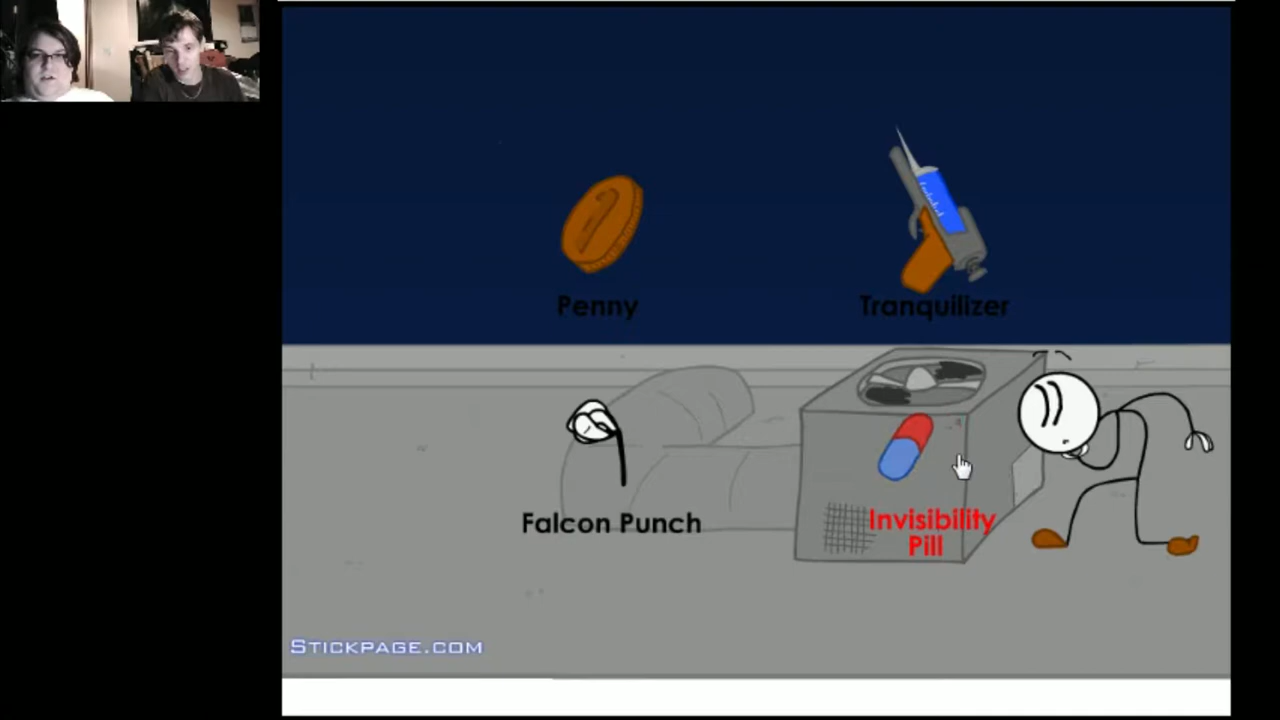 Penny
Tranquilizer
Falcon Punch
Invisibility
Pill
STICKPAGE.COM